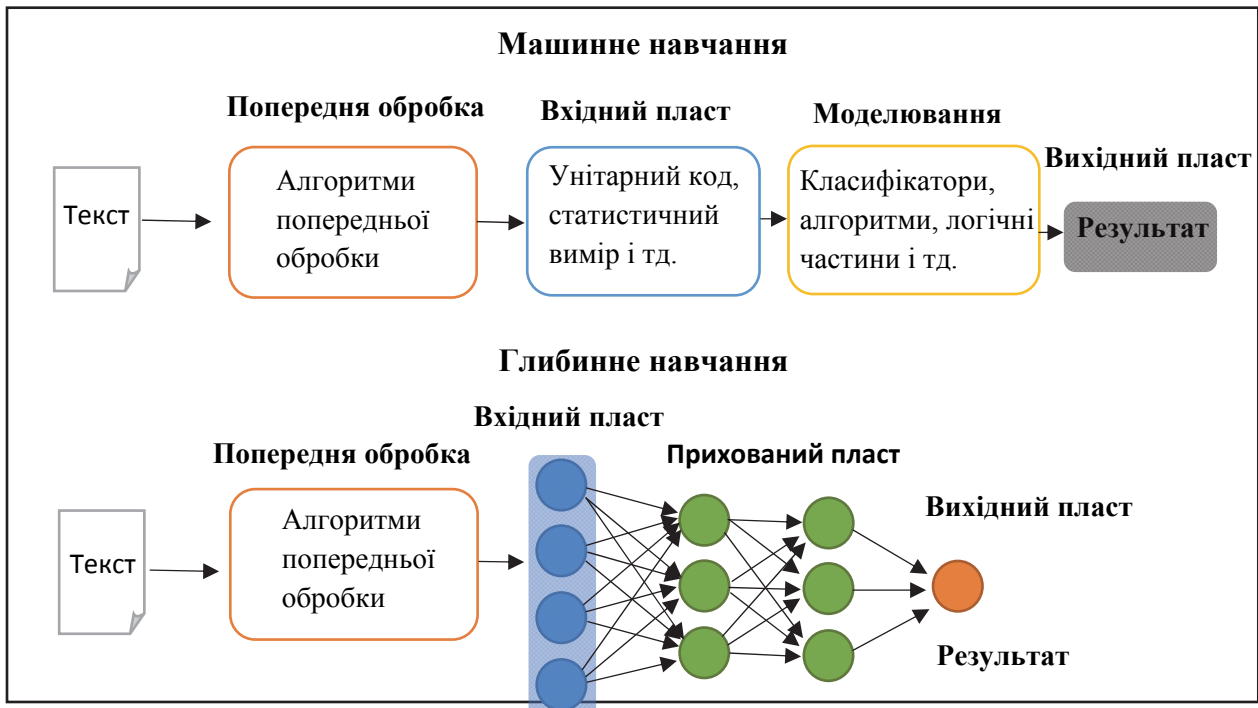 Машинне навчання
Попередня обробка
Вхідний пласт
Моделювання
Вихідний пласт
Текст
Алгоритми
попередньої
обробки
Унітарний код,
статистичний
вимір і тд.
Класифікатори,
алгоритми, логічні
частини і тд.
Результат
Глибинне навчання
Вхідний пласт
Попередня обробка
Прихований пласт
Вихідний пласт
Текст
Алгоритми
попередньої
обробки
Результат